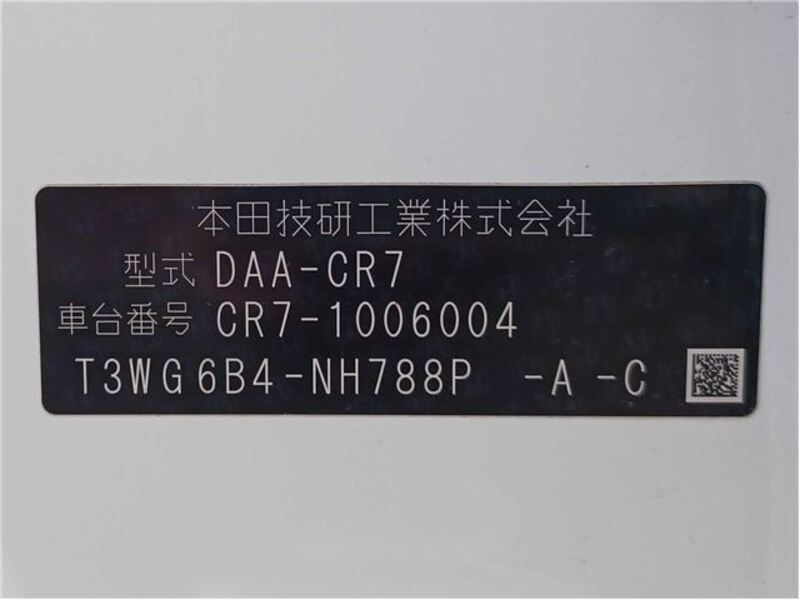 本田技研工業株式会社
型式 DAA-CR7
車台番号 CR7-1006004
T3WG6B4-NH788P -A -C